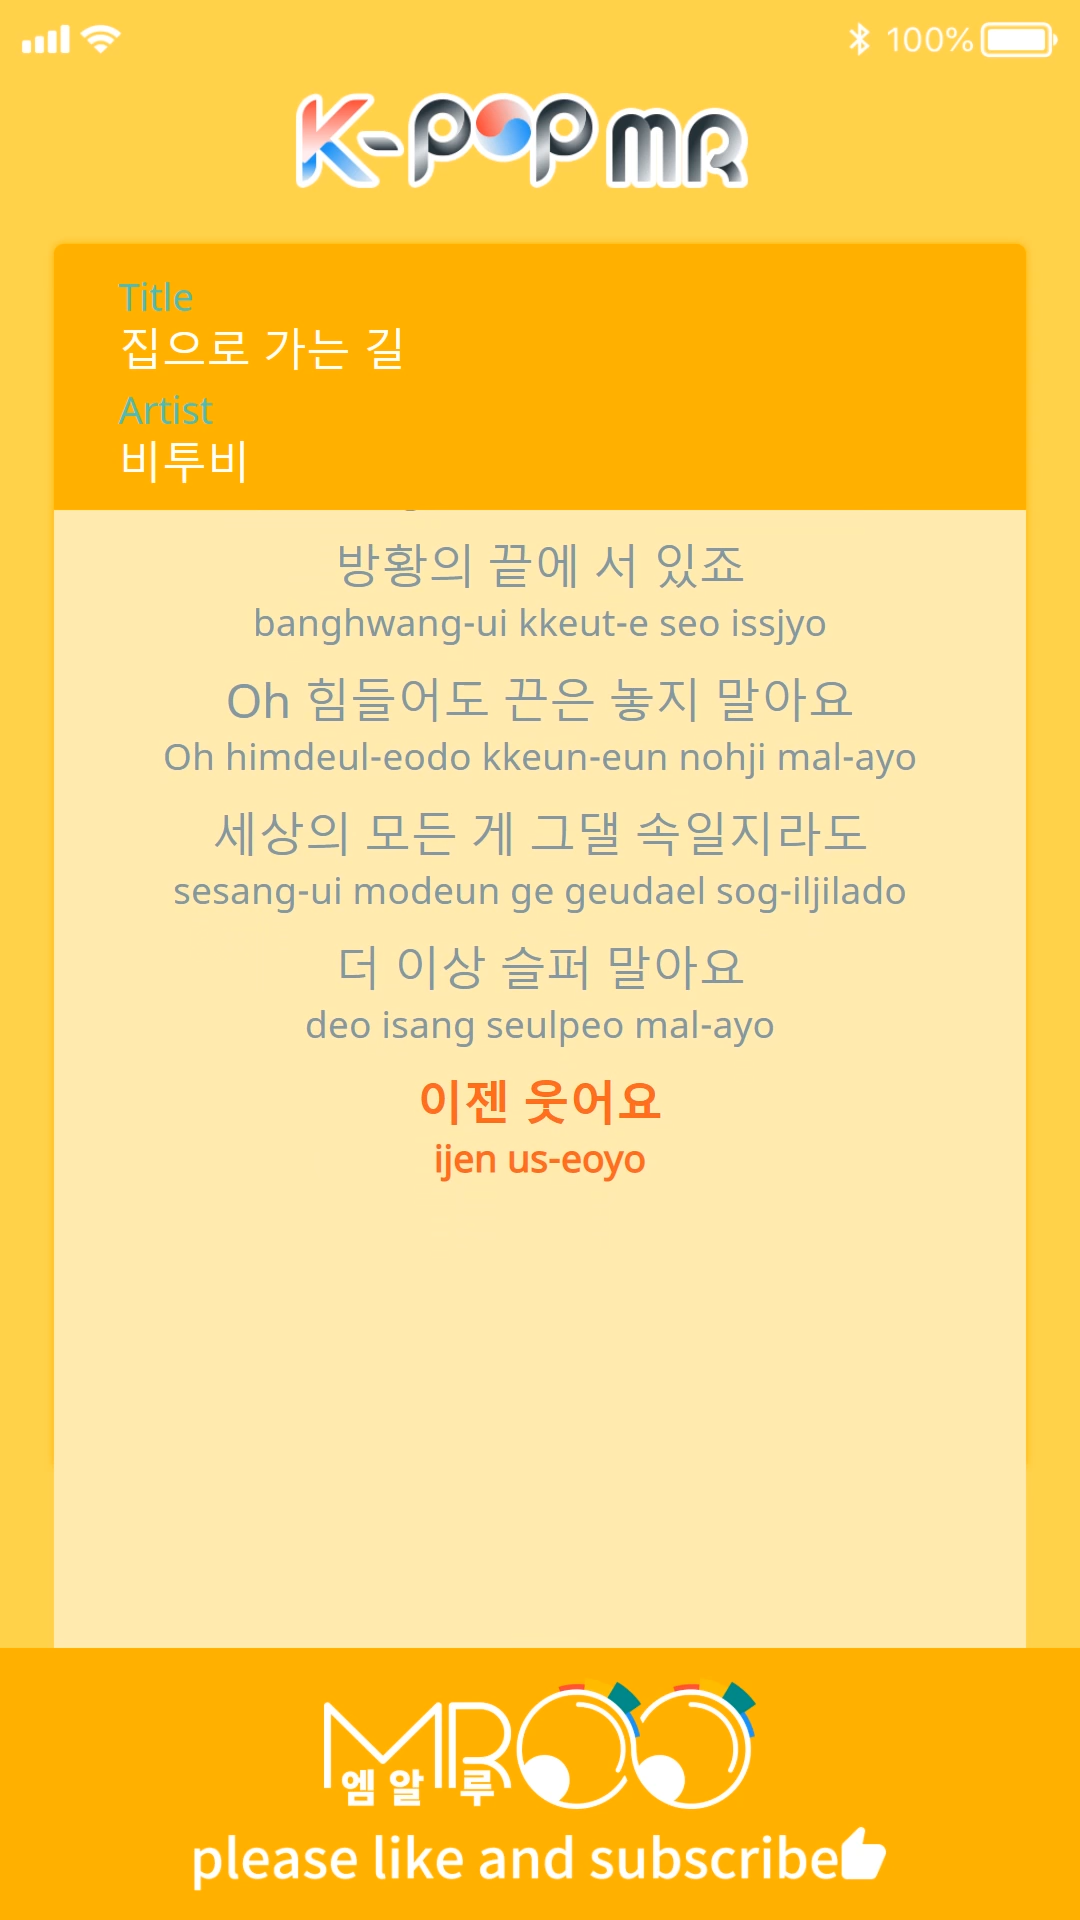 100%
K-POP MR
Title
집으로 가는 길
Artist
비투비
방황의 끝에 서 있죠
banghwang-ui kkeut-e seo issjyo
Oh 힘들어도 끈은 놓지 말아요
Oh himdeul-eodo kkeun-eun nohji mal-ayo
세상의 모든 게 그댈 속일지라도
sesang-ui modeun ge geudael sog-iljilado
더 이상 슬퍼 말아요
deo isang seulpeo mal-ayo
이젠 웃어요
ijen us-eoyo
MROO
엠 알 루
please like and subscribe